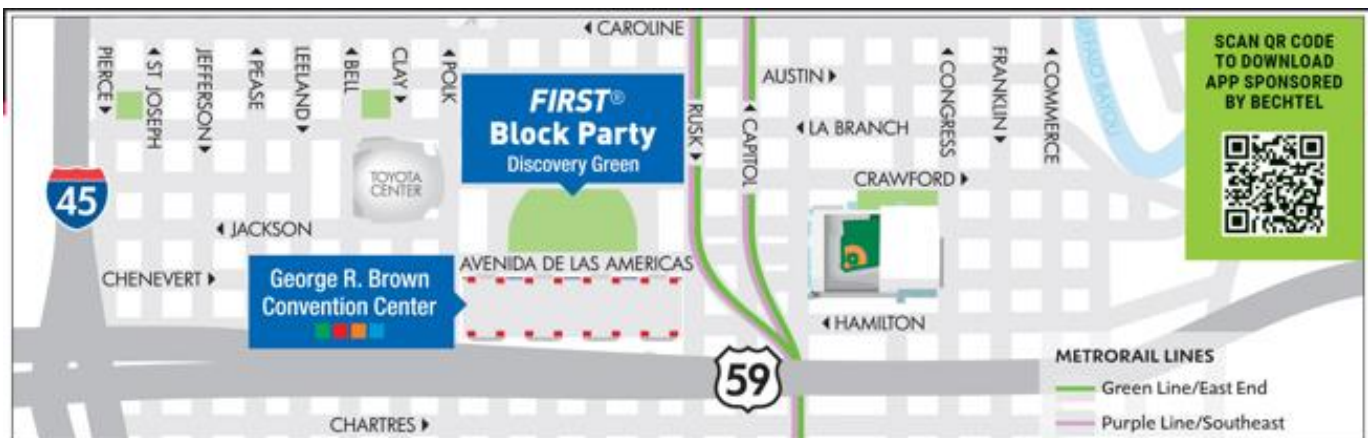 ◄ CAROLINE
PIERCE ►
◄ ST JOSEPH
JEFFERSON ►
◄ PEASE
LEELAND ►
◄ BELL
CLAY ►
◄ POLK
FIRST®
Block Party
Discovery Green
RUSK ►
◄ CAPITOL
AUSTIN ►
◄ LA BRANCH
CRAWFORD ►
◄ CONGRESS
FRANKLIN ►
◄ COMMERCE
BUFFALO BAYOU
SCAN QR CODE
TO DOWNLOAD
APP SPONSORED
BY BECHTEL
TOYOTA
CENTER
45
◄ JACKSON
CHENEVERT ►
George R. Brown
Convention Center
AVENIDA DE LAS AMERICAS
◄ HAMILTON
59
CHARTRES ►
METRORAIL LINES
Green Line/East End
Purple Line/Southeast